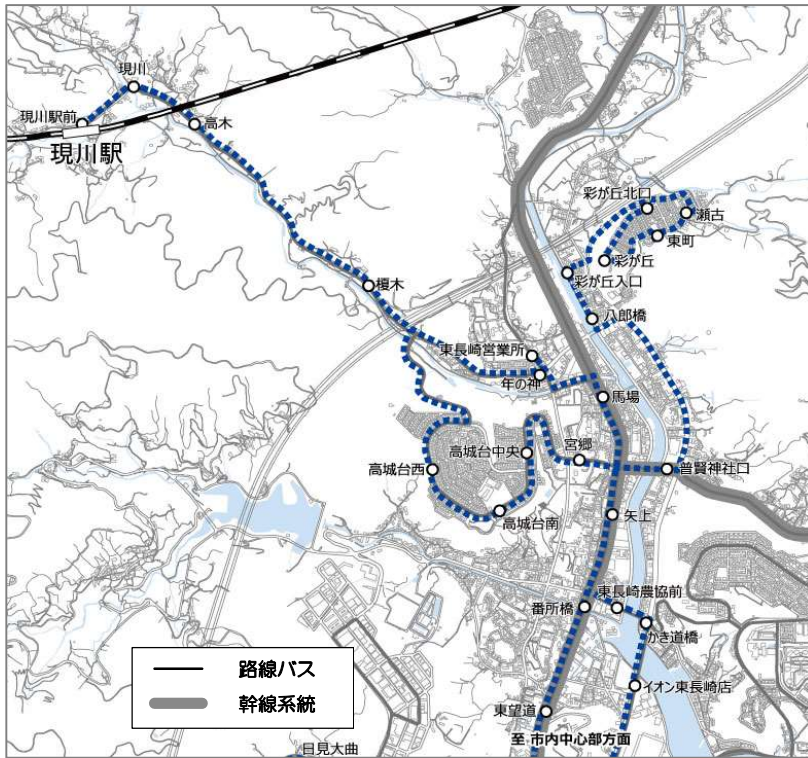 現川
現川駅前
現川駅
高木
彩が丘北口
瀬古
東町
彩が丘
彩が丘入口
榎木
八郎橋
東長崎営業所
年の神
馬場
高城台中央
宮郷
高城台西
普賢神社口
高城台南
矢上
東長崎農協前
番所橋
かき道橋
路線バス
イオン東長崎店
幹線系統
東望道
至 市内中心部方面
日見大曲